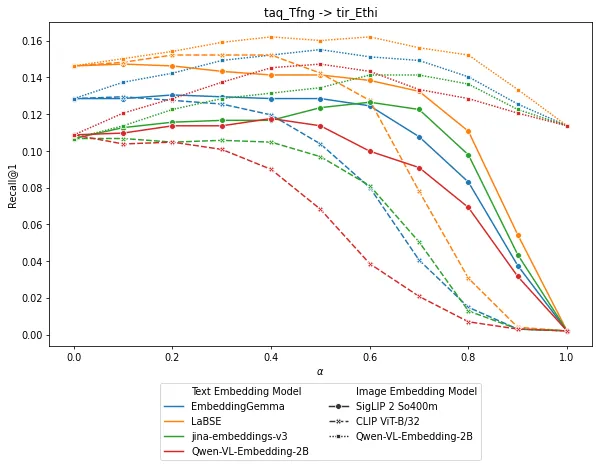 taq_Tfng -> tir_Ethi
Recall@1
0.16
0.14
0.12
0.10
0.08
0.06
0.04
0.02
0.00
0.0 0.2 0.4 0.6 0.8 1.0
α
Text Embedding Model
EmbeddingGemma
LaBSE
jina-embeddings-v3
Qwen-VL-Embedding-2B
Image Embedding Model
SigLIP 2 So400m
CLIP ViT-B/32
Qwen-VL-Embedding-2B